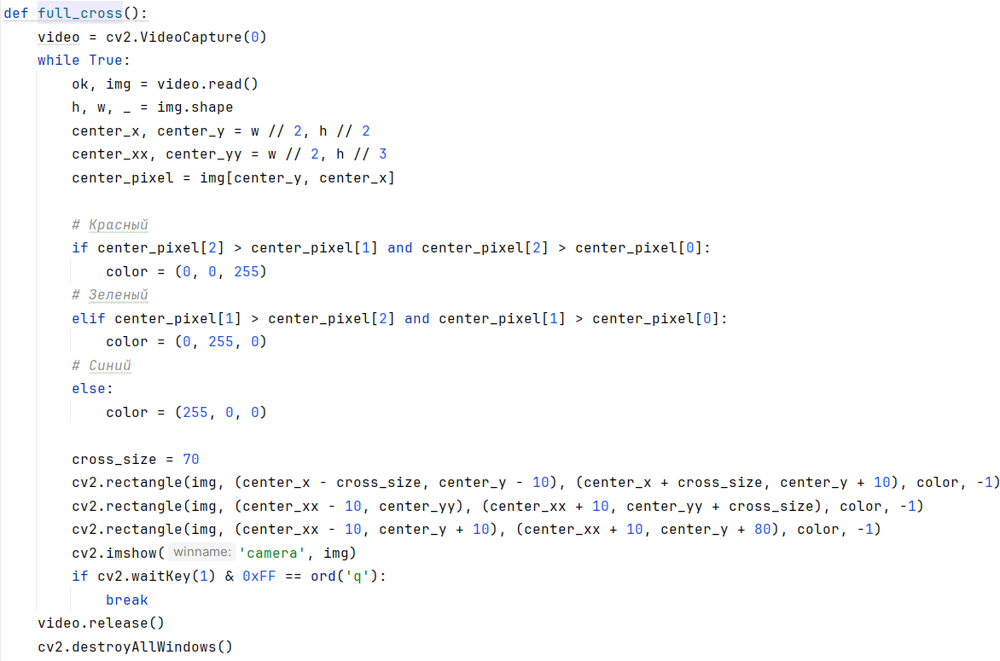 def full_cross():
    video = cv2.VideoCapture(0)
    while True:
        ok, img = video.read()
        h, w, _ = img.shape
        center_x, center_y = w // 2, h // 2
        center_xx, center_yy = w // 2, h // 3
        center_pixel = img[center_y, center_x]

        # Красный
        if center_pixel[2] > center_pixel[1] and center_pixel[2] > center_pixel[0]:
            color = (0, 0, 255)
        # Зеленый
        elif center_pixel[1] > center_pixel[2] and center_pixel[1] > center_pixel[0]:
            color = (0, 255, 0)
        # Синий
        else:
            color = (255, 0, 0)

        cross_size = 70
        cv2.rectangle(img, (center_x - cross_size, center_y - 10), (center_x + cross_size, center_y + 10), color, -1)
        cv2.rectangle(img, (center_xx - 10, center_yy), (center_xx + 10, center_yy + cross_size), color, -1)
        cv2.rectangle(img, (center_xx - 10, center_y + 10), (center_xx + 10, center_y + 80), color, -1)
        cv2.imshow( winname: 'camera', img)
        if cv2.waitKey(1) & 0xFF == ord('q'):
            break
    video.release()
    cv2.destroyAllWindows()